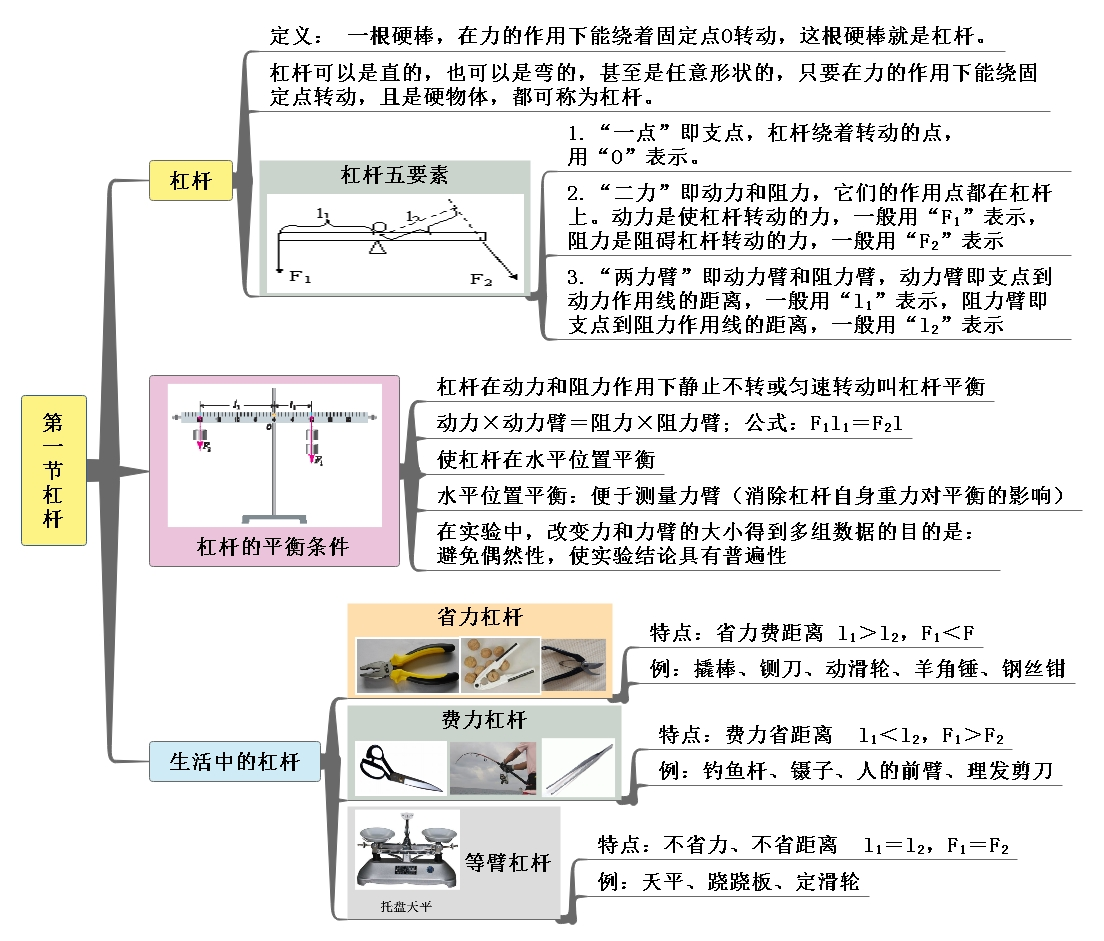 第一节杠杆
杠杆
定义： 一根硬棒，在力的作用下能绕着固定点O转动，这根硬棒就是杠杆。
杠杆可以是直的，也可以是弯的，甚至是任意形状的，只要在力的作用下能绕固
定点转动，且是硬物体，都可称为杠杆。
杠杆五要素
l₁
O
l₂
F₁
F₂
1.“一点”即支点，杠杆绕着转动的点，
用“O”表示。
2.“二力”即动力和阻力，它们的作用点都在杠杆
上。动力是使杠杆转动的力，一般用“F₁”表示，
阻力是阻碍杠杆转动的力，一般用“F₂”表示
3.“两力臂”即动力臂和阻力臂，动力臂即支点到
动力作用线的距离，一般用“l₁”表示，阻力臂即
支点到阻力作用线的距离，一般用“l₂”表示
杠杆的平衡条件
杠杆在动力和阻力作用下静止不转或匀速转动叫杠杆平衡
动力×动力臂＝阻力×阻力臂；公式：F₁l₁＝F₂l
使杠杆在水平位置平衡
水平位置平衡：便于测量力臂（消除杠杆自身重力对平衡的影响）
在实验中，改变力和力臂的大小得到多组数据的目的是：
避免偶然性，使实验结论具有普遍性
生活中的杠杆
省力杠杆
特点：省力费距离 l₁＞l₂，F₁＜F
例：撬棒、铡刀、动滑轮、羊角锤、钢丝钳
费力杠杆
特点：费力省距离 l₁＜l₂，F₁＞F₂
例：钓鱼杆、镊子、人的前臂、理发剪刀
等臂杠杆
托盘天平
特点：不省力、不省距离 l₁＝l₂，F₁＝F₂
例：天平、跷跷板、定滑轮